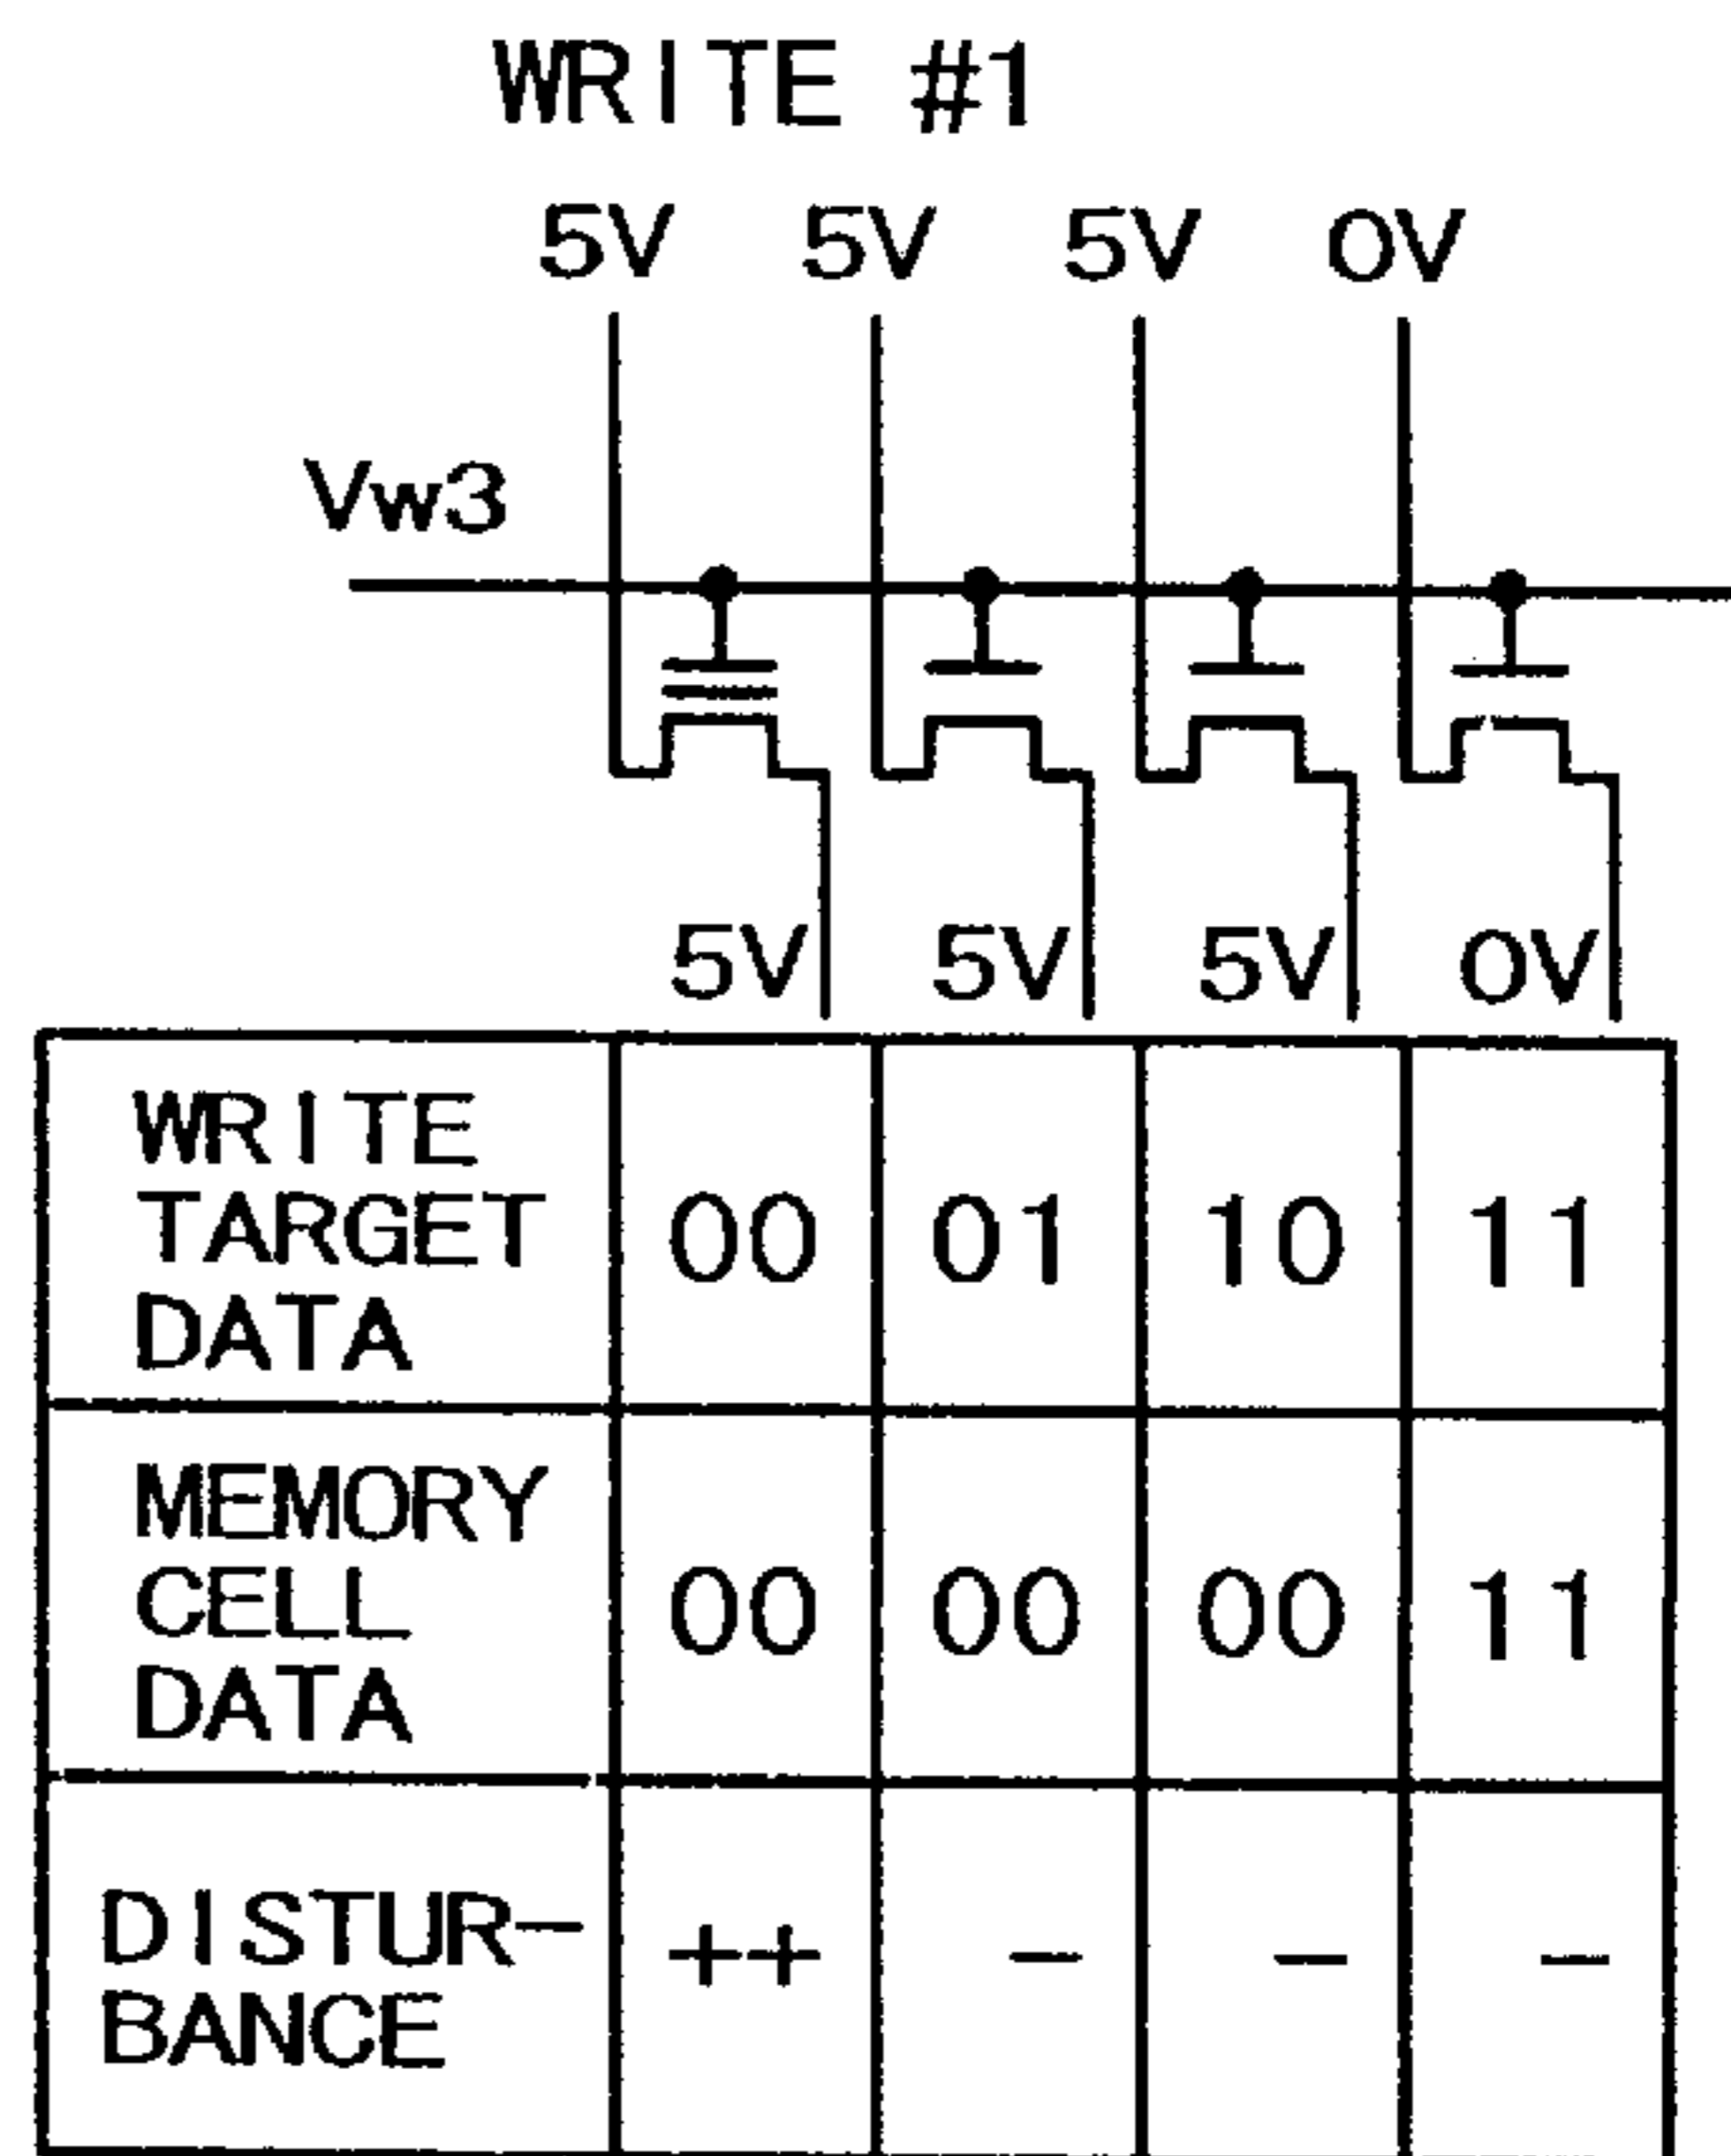 WRITE #1
5V 5V 5V 0V
Vw3
5V 5V 5V 0V
WRITE
TARGET 00 01 10 11
DATA
MEMORY
CELL 00 00 00 11
DATA
DISTUR- ++ - - -
BANCE